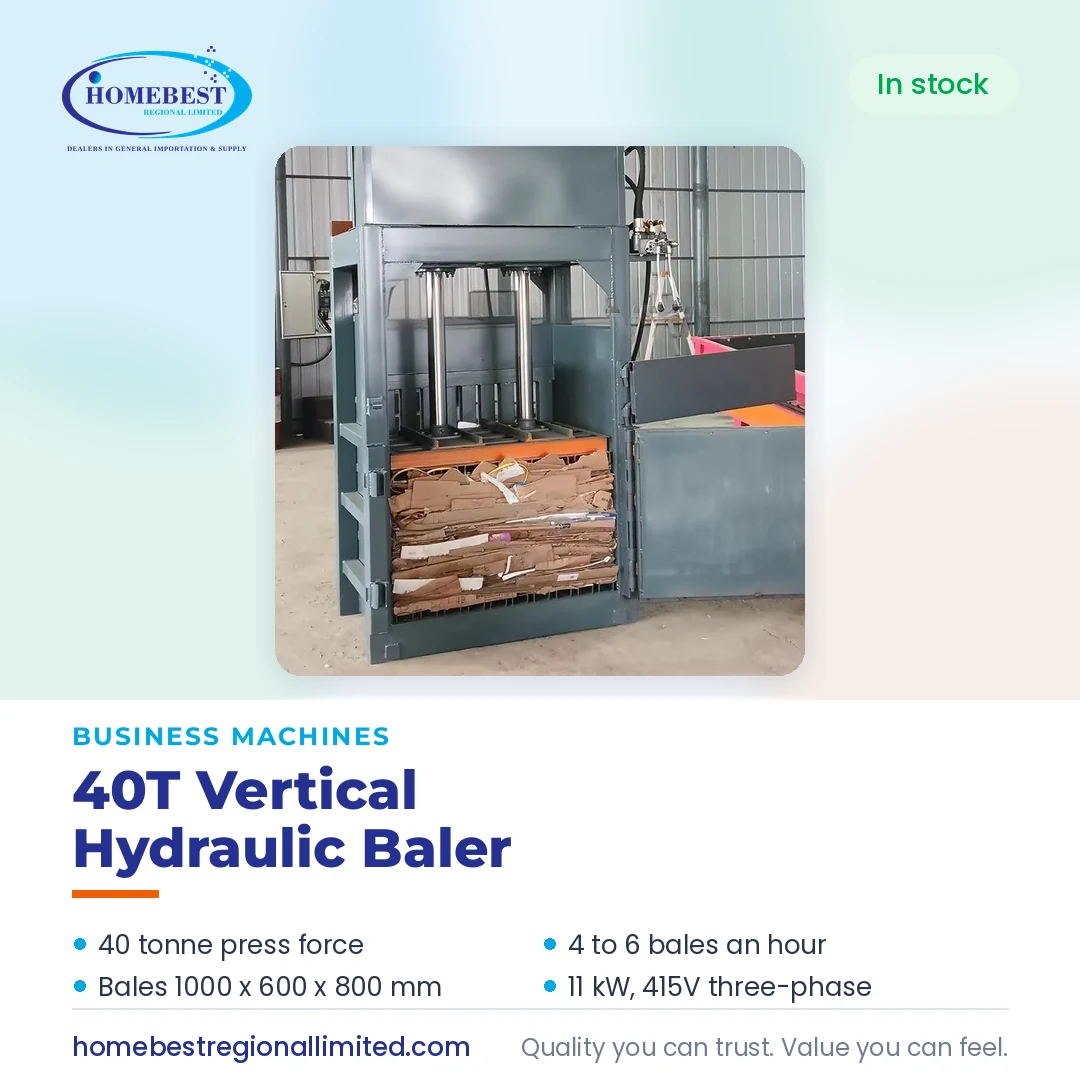 HOMEBEST
REGIONAL LIMITED
DEALERS IN GENERAL IMPORTATION & SUPPLY
In stock
BUSINESS MACHINES
40T Vertical
Hydraulic Baler
40 tonne press force
4 to 6 bales an hour
Bales 1000 x 600 x 800 mm
11 kW, 415V three-phase
homebestregionallimited.com
Quality you can trust. Value you can feel.